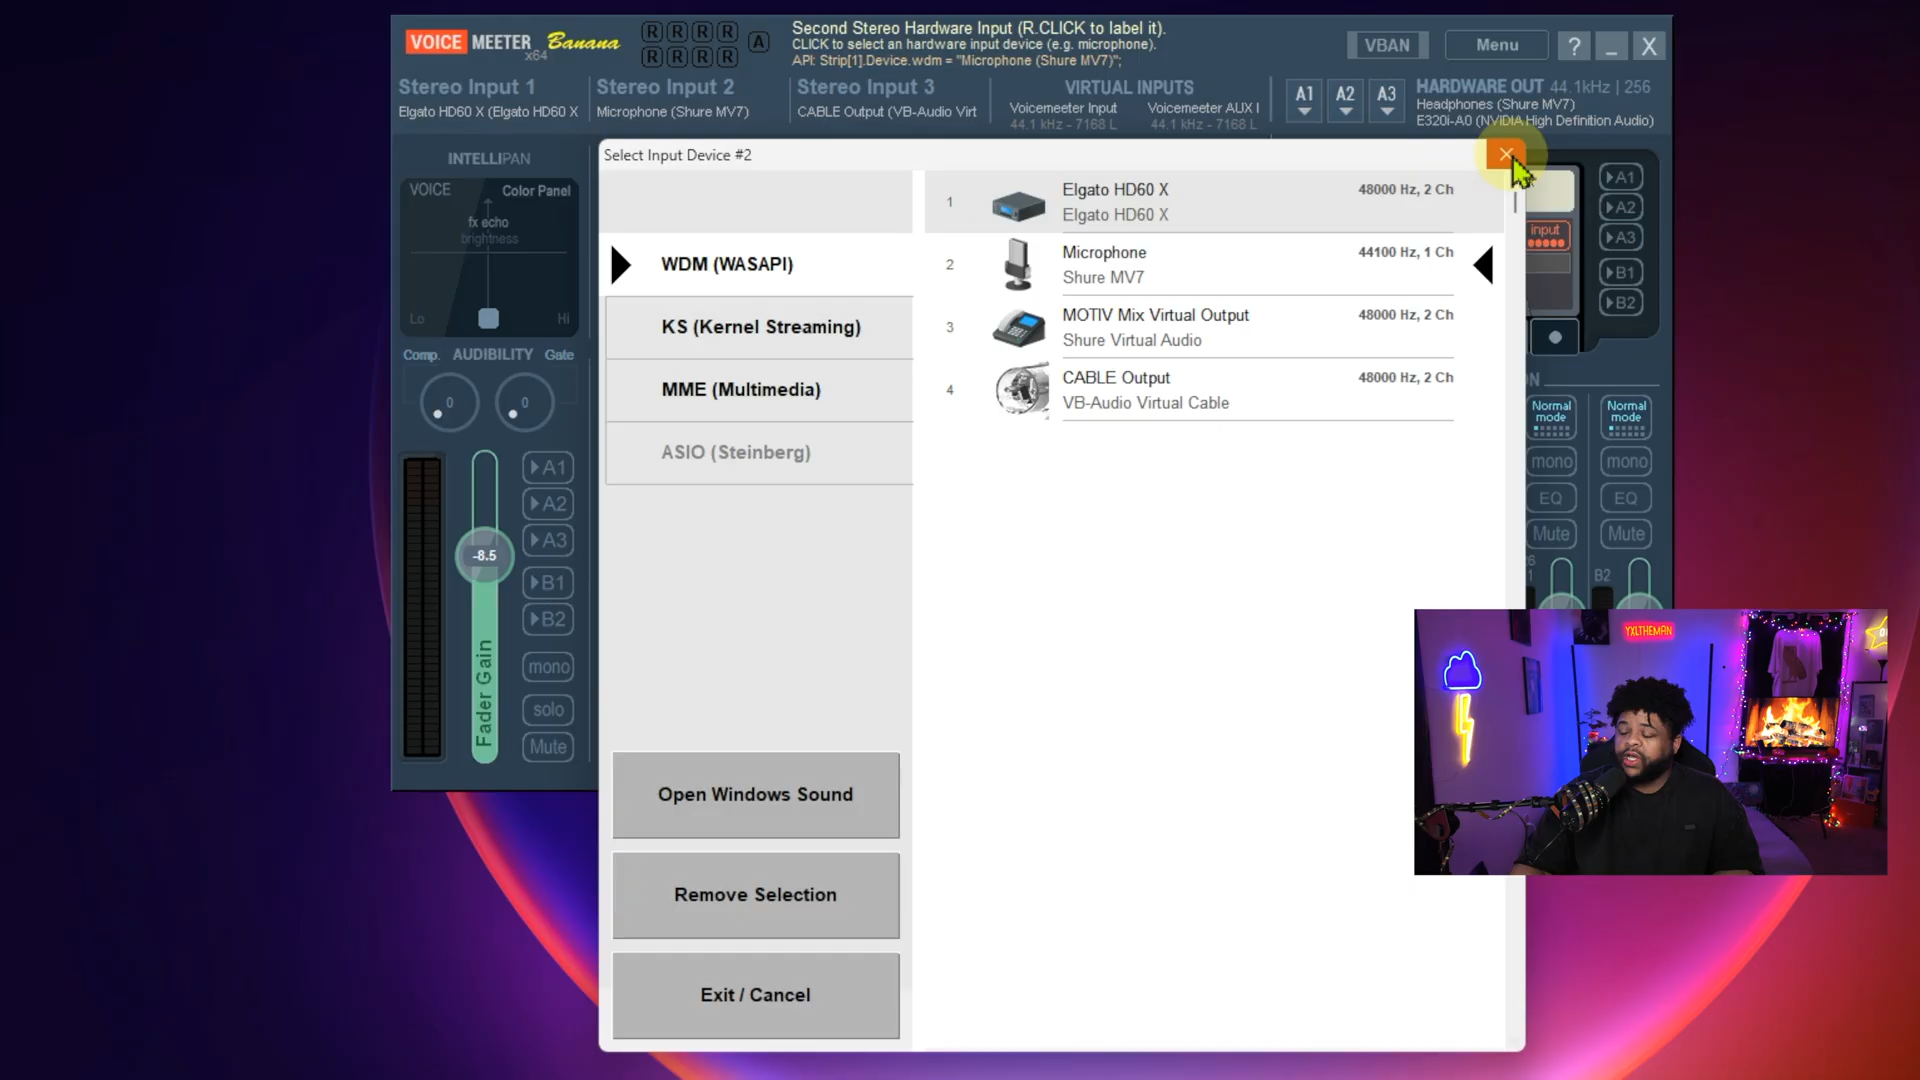 VOICE MEETER Banana
x64
R R R R
R R R R
A
Second Stereo Hardware Input (R.CLICK to label it).
CLICK to select an hardware input device (e.g. microphone).
API: Strip[1].Device.wdm = "Microphone (Shure MV7)";
VBAN
Menu
?
_
X
Stereo Input 1
Elgato HD60 X (Elgato HD60 X
Stereo Input 2
Microphone (Shure MV7)
Stereo Input 3
CABLE Output (VB-Audio Virt
VIRTUAL INPUTS
Voicemeeter Input
44.1 kHz - 7168 L
Voicemeeter AUX I
44.1 kHz - 7168 L
A1
A2
A3
HARDWARE OUT 44.1kHz | 256
Headphones (Shure MV7)
E320i-A0 (NVIDIA High Definition Audio)
INTELLIPAN
VOICE
Color Panel
fx echo
brightness
Lo
Hi
Comp. AUDIBILITY Gate
0
0
-8.5
Fader Gain
A1
A2
A3
B1
B2
mono
solo
Mute
Select Input Device #2
WDM (WASAPI)
KS (Kernel Streaming)
MME (Multimedia)
ASIO (Steinberg)
Open Windows Sound
Remove Selection
Exit / Cancel
1
Elgato HD60 X
48000 Hz, 2 Ch
Elgato HD60 X
2
Microphone
44100 Hz, 1 Ch
Shure MV7
3
MOTIV Mix Virtual Output
48000 Hz, 2 Ch
Shure Virtual Audio
4
CABLE Output
48000 Hz, 2 Ch
VB-Audio Virtual Cable
input
A1
A2
A3
B1
B2
Normal
mode
Normal
mode
mono
mono
EQ
EQ
Mute
Mute
B2
YXLTHEMAN